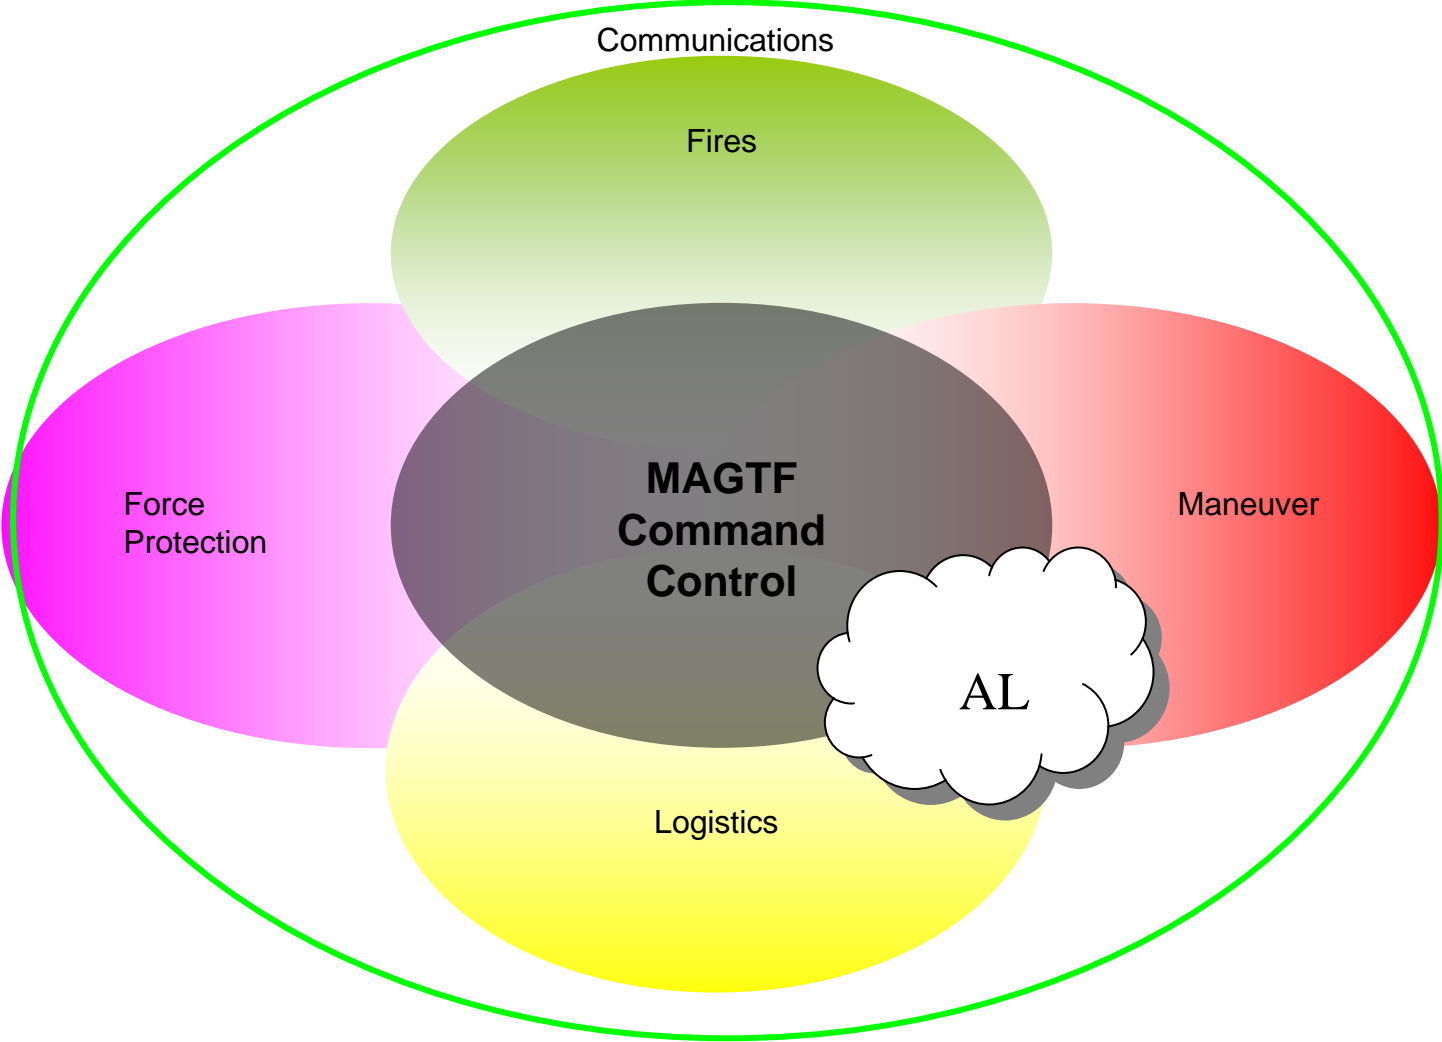 Communications
Fires
Force
Protection
MAGTF
Command
Control
Maneuver
AL
Logistics